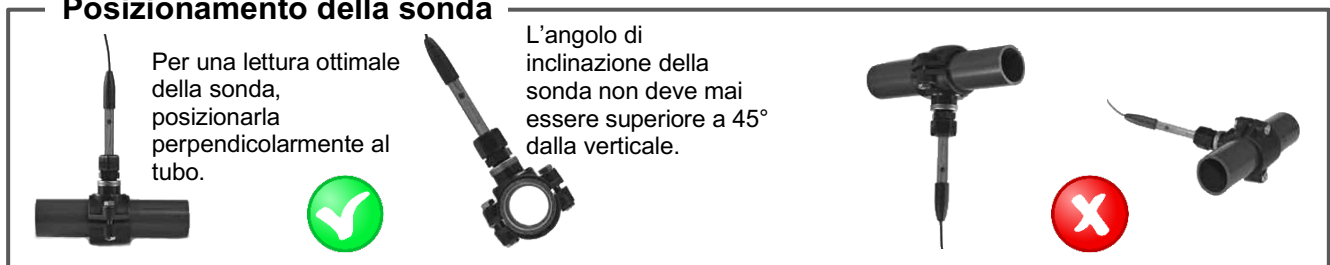 Posizionamento della sonda
Per una lettura ottimale
della sonda,
posizionarla
perpendicolarmente al
tubo.
L'angolo di
inclinazione della
sonda non deve mai
essere superiore a 45°
dalla verticale.